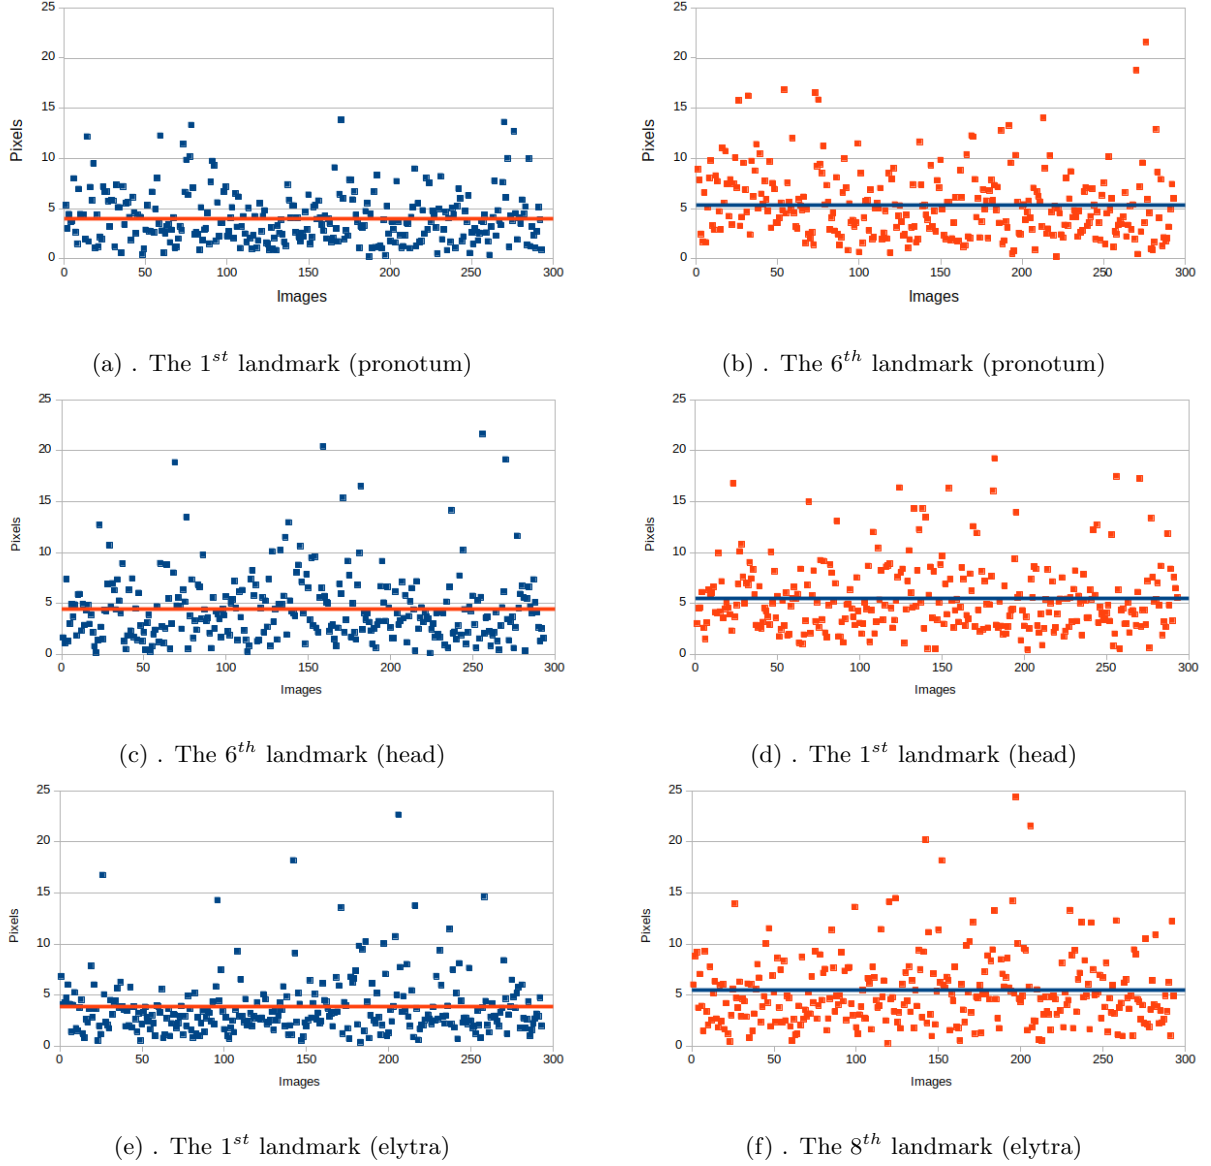 25
20
15
10
5
0
Pixels
0 50 100 150 200 250 300
Images
(a) . The 1st landmark (pronotum)
25
20
15
10
5
0
Pixels
0 50 100 150 200 250 300
Images
(b) . The 6th landmark (pronotum)
25
20
15
10
5
0
Pixels
0 50 100 150 200 250 300
Images
(c) . The 6th landmark (head)
25
20
15
10
5
0
Pixels
0 50 100 150 200 250 300
Images
(d) . The 1st landmark (head)
25
20
15
10
5
0
Pixels
0 50 100 150 200 250 300
Images
(e) . The 1st landmark (elytra)
25
20
15
10
5
0
Pixels
0 50 100 150 200 250 300
Images
(f) . The 8th landmark (elytra)